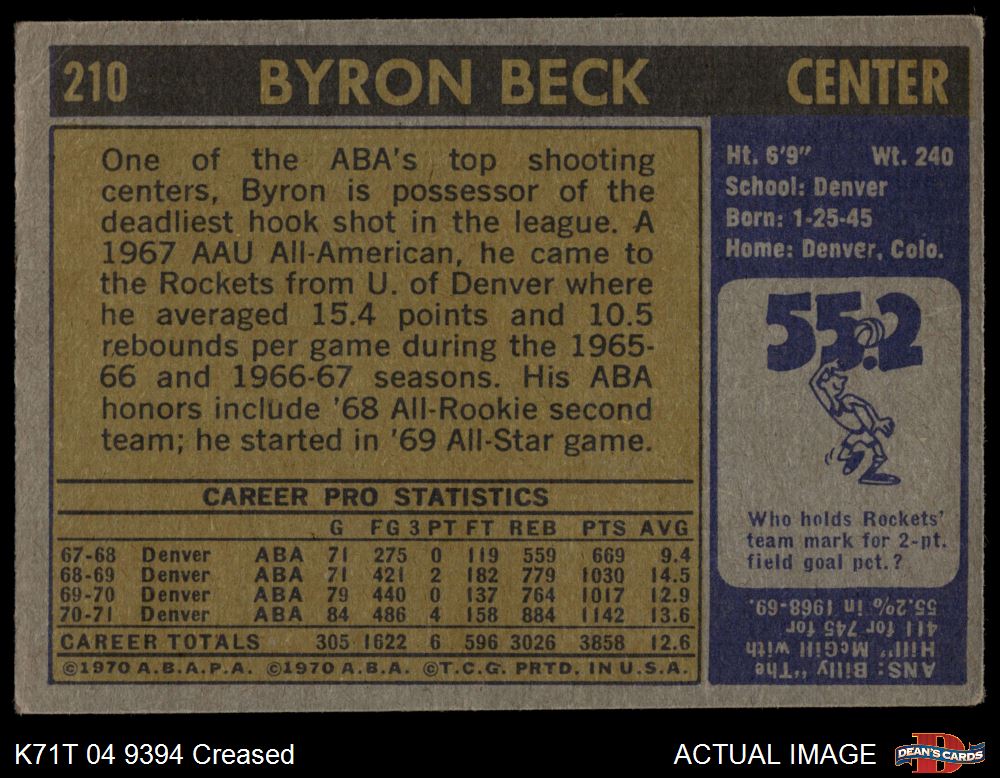 210 BYRON BECK CENTER
One of the ABA's top shooting
centers, Byron is possessor of the
deadliest hook shot in the league. A
1967 AAU All-American, he came to
the Rockets from U. of Denver where
he averaged 15.4 points and 10.5
rebounds per game during the 1965-
66 and 1966-67 seasons. His ABA
honors include '68 All-Rookie second
team; he started in '69 All-Star game.
CAREER PRO STATISTICS
G FG 3 PT FT REB PTS AVG
67-68 Denver ABA 71 275 0 119 559 669 9.4
68-69 Denver ABA 71 421 2 182 779 1030 14.5
69-70 Denver ABA 79 440 0 137 764 1017 12.9
70-71 Denver ABA 84 486 4 158 884 1142 13.6
CAREER TOTALS 305 1622 6 596 3026 3858 12.6
©1970 A.B.A.P.A. ©1970 A.B.A. ©T.C.G. PRTD. IN U.S.A.
Ht. 6'9" Wt. 240
School: Denver
Born: 1-25-45
Home: Denver, Colo.
55.2
Who holds Rockets'
team mark for 2-pt.
field goal pct.?
ANS: Billy "The
Hill" McGill with
411 for 745 for
55.2% in 1968-69.
K71T 04 9394 Creased
ACTUAL IMAGE
DEAN'S CARDS